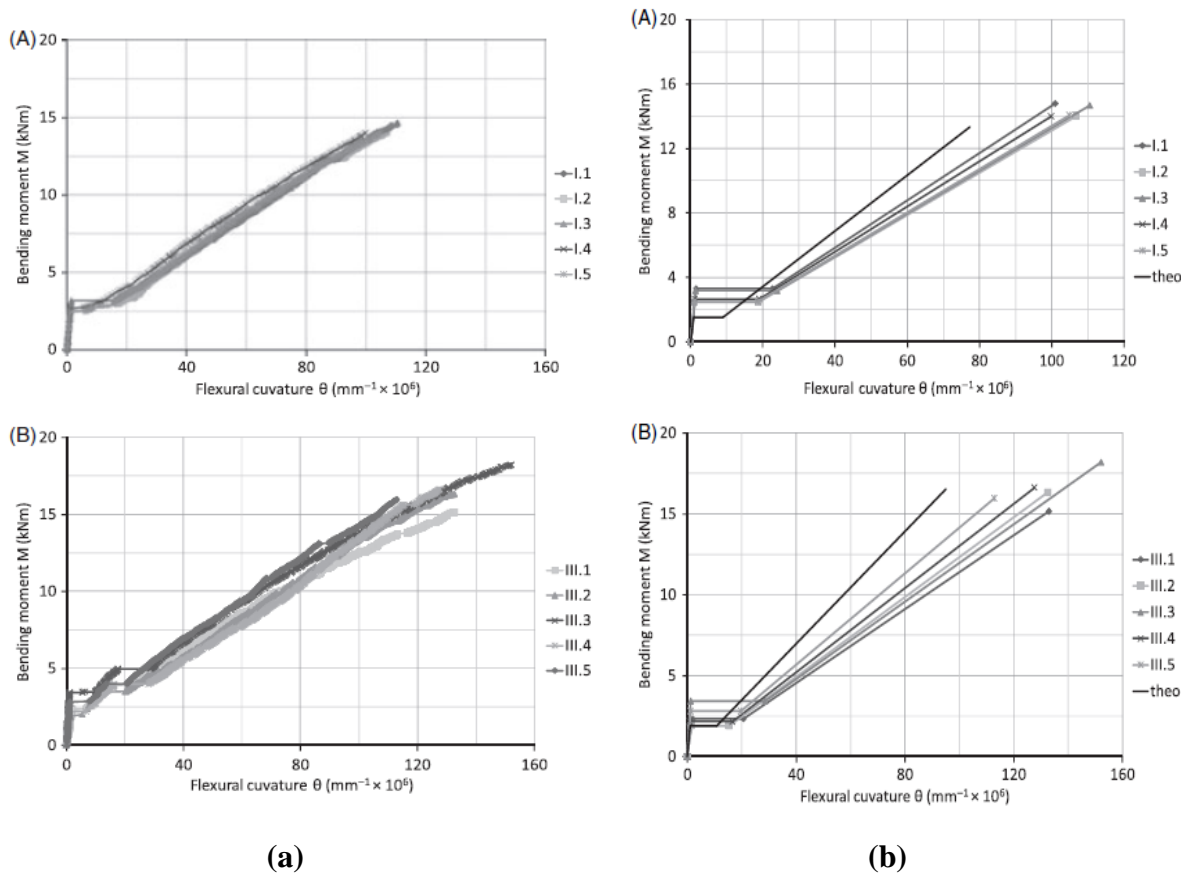 (A)
20
15
10
5
0
Bending moment M (kNm)
0 40 80 120 160
Flexural cuvature θ (mm⁻¹ × 10⁶)
I.1
I.2
I.3
I.4
I.5
(A)
20
16
12
8
4
0
Bending moment M (kNm)
0 20 40 60 80 100 120
Flexural cuvature θ (mm⁻¹ × 10⁶)
I.1
I.2
I.3
I.4
I.5
theo
(B)
20
15
10
5
0
Bending moment M (kNm)
0 40 80 120 160
Flexural cuvature θ (mm⁻¹ × 10⁶)
III.1
III.2
III.3
III.4
III.5
(B)
20
15
10
5
0
Bending moment M (kNm)
0 40 80 120 160
Flexural cuvature θ (mm⁻¹ × 10⁶)
III.1
III.2
III.3
III.4
III.5
theo
(a) (b)